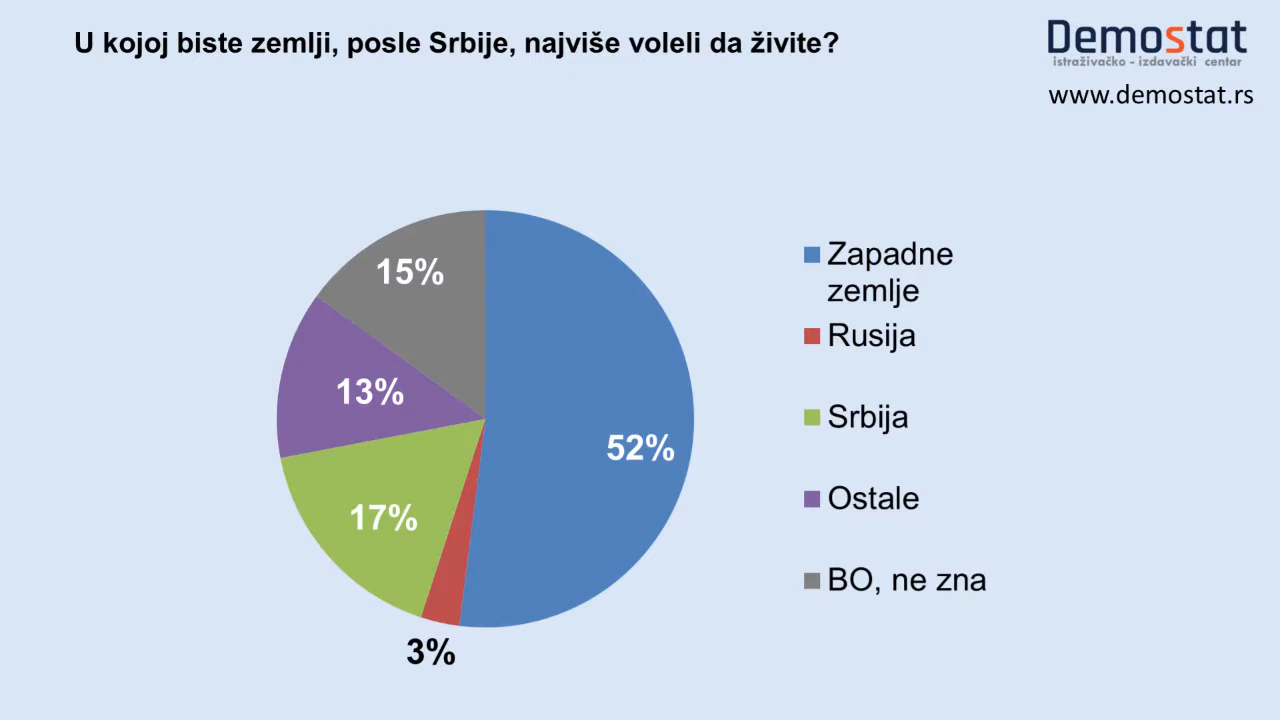 U kojoj biste zemlji, posle Srbije, najviše voleli da živite?
Demostat
istraživačko - izdavački centar
www.demostat.rs
15%
13%
52%
17%
3%
Zapadne
zemlje
Rusija
Srbija
Ostale
BO, ne zna